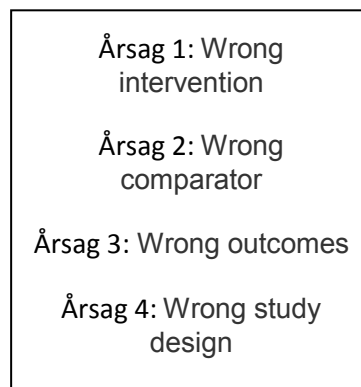 Årsag 1: Wrong
intervention
Årsag 2: Wrong
comparator
Årsag 3: Wrong outcomes
Årsag 4: Wrong study
design